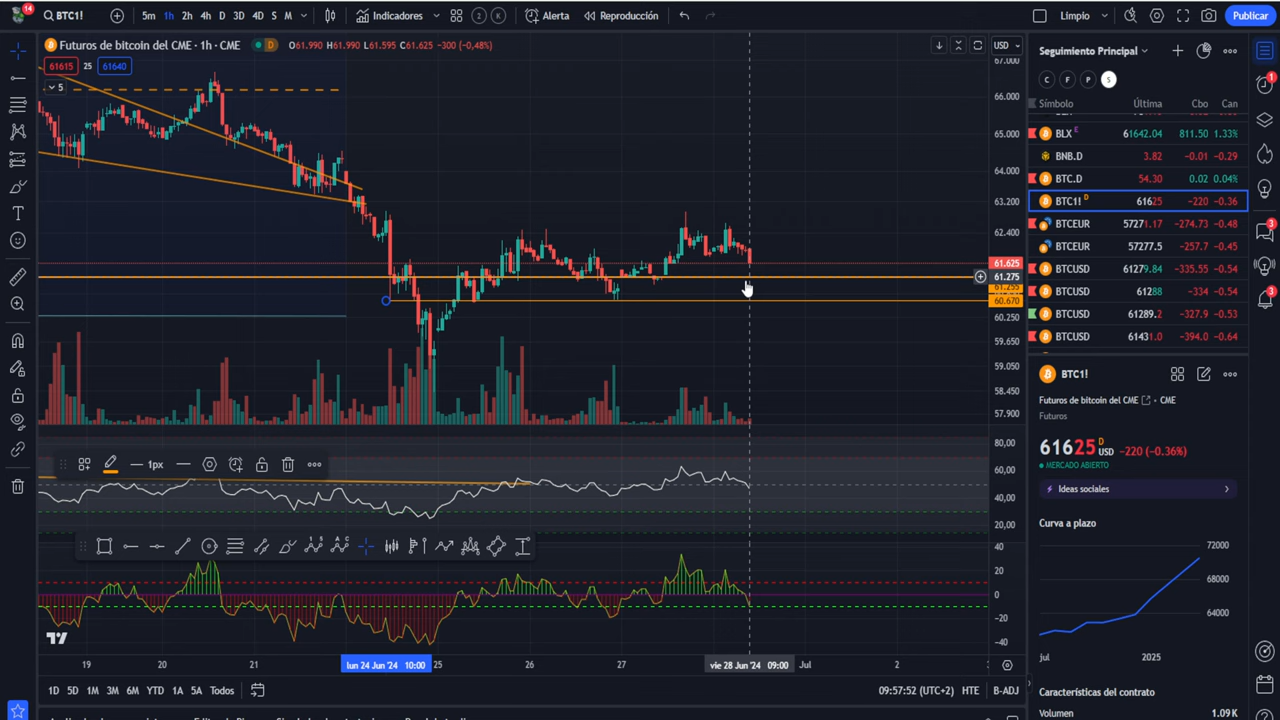 14
BTC1!
5m 1h 2h 4h D 3D 4D S M
Indicadores
2
K
Alerta
Reproducción
Limpio
Publicar
Futuros de bitcoin del CME · 1h · CME
D
O61.990 H61.990 L61.595 C61.625 -300 (-0,48%)
61615 25 61640
5
USD
67.000
66.000
65.000
64.000
63.200
62.400
61.625
61.275
61.255
60.670
60.250
59.650
59.050
58.450
57.900
80,00
60,00
40,00
20,00
40
20
0
-20
-40
1px
19 20 21 lun 24 Jun '24 10:00 25 26 27 vie 28 Jun '24 09:00 Jul 2
1D 5D 1M 3M 6M YTD 1A 5A Todos
09:57:52 (UTC+2) HTE B-ADJ
Seguimiento Principal
C F P S
Símbolo Última Cbo Can
BLX E 61642.04 811.50 1.33%
BNB.D 3.82 -0.01 -0.29
BTC.D 54.30 0.02 0.04%
BTC1! D 61625 -220 -0.36
BTCEUR 57271.17 -274.73 -0.48
BTCEUR 57277.5 -257.7 -0.45
BTCUSD 61279.84 -335.55 -0.54
BTCUSD 61288 -334 -0.54
BTCUSD 61289.2 -327.9 -0.53
BTCUSD 61431.0 -394.0 -0.64
BTC1!
Futuros de bitcoin del CME · CME
Futuros
61625 D USD -220 (-0.36%)
MERCADO ABIERTO
Ideas sociales
Curva a plazo
72000
68000
64000
jul 2025
Características del contrato
Volumen 1.09K
1
3
3